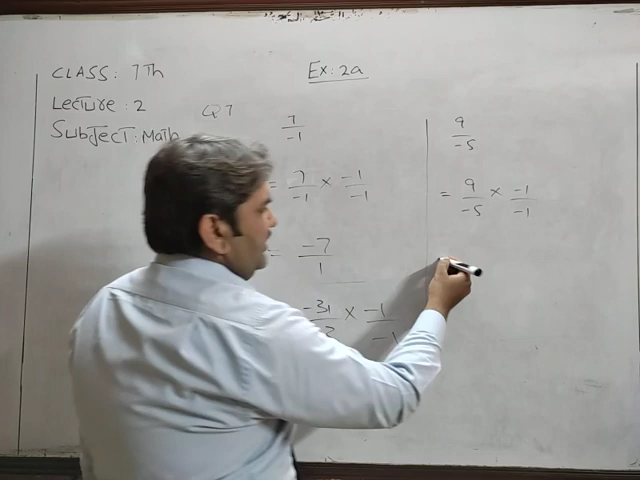 CLASS: 7Th
Ex: 2a
Lecture: 2
Subject: Math
Q7
7/-1
= 7/-1 × -1/-1
= -7/1
× -1/-1
9/-5
= 9/-5 × -1/-1